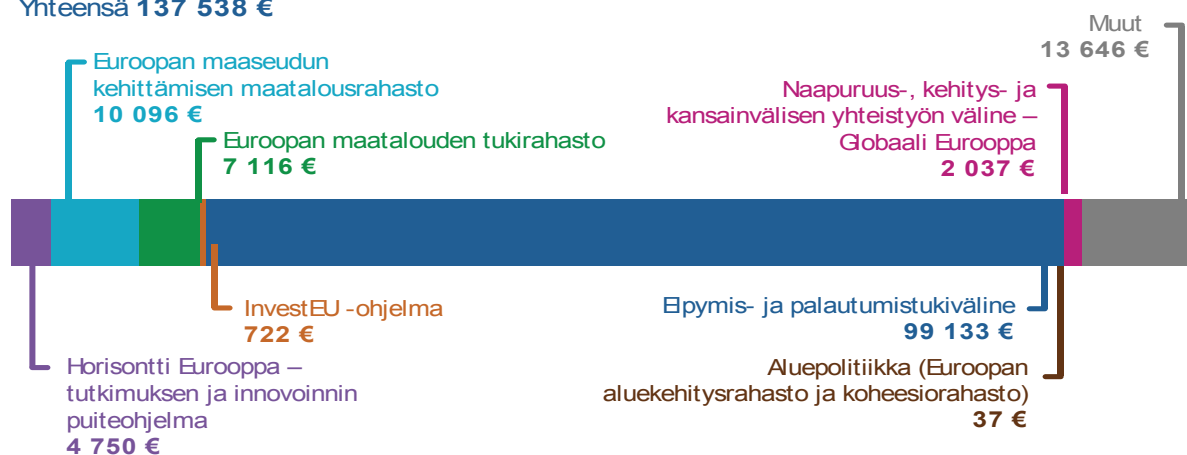 Yhteensä 137 538 €
Muut
13 646 €
Euroopan maaseudun
kehittämisen maatalousrahasto
10 096 €
Naapuruus-, kehitys- ja
kansainvälisen yhteistyön väline –
Globaali Eurooppa
2 037 €
Euroopan maatalouden tukirahasto
7 116 €
InvestEU -ohjelma
722 €
Elpymis- ja palautumistukiväline
99 133 €
Horisontti Eurooppa –
tutkimuksen ja innovoinnin
puiteohjelma
4 750 €
Aluepolitiikka (Euroopan
aluekehitysrahasto ja koheesiorahasto)
37 €